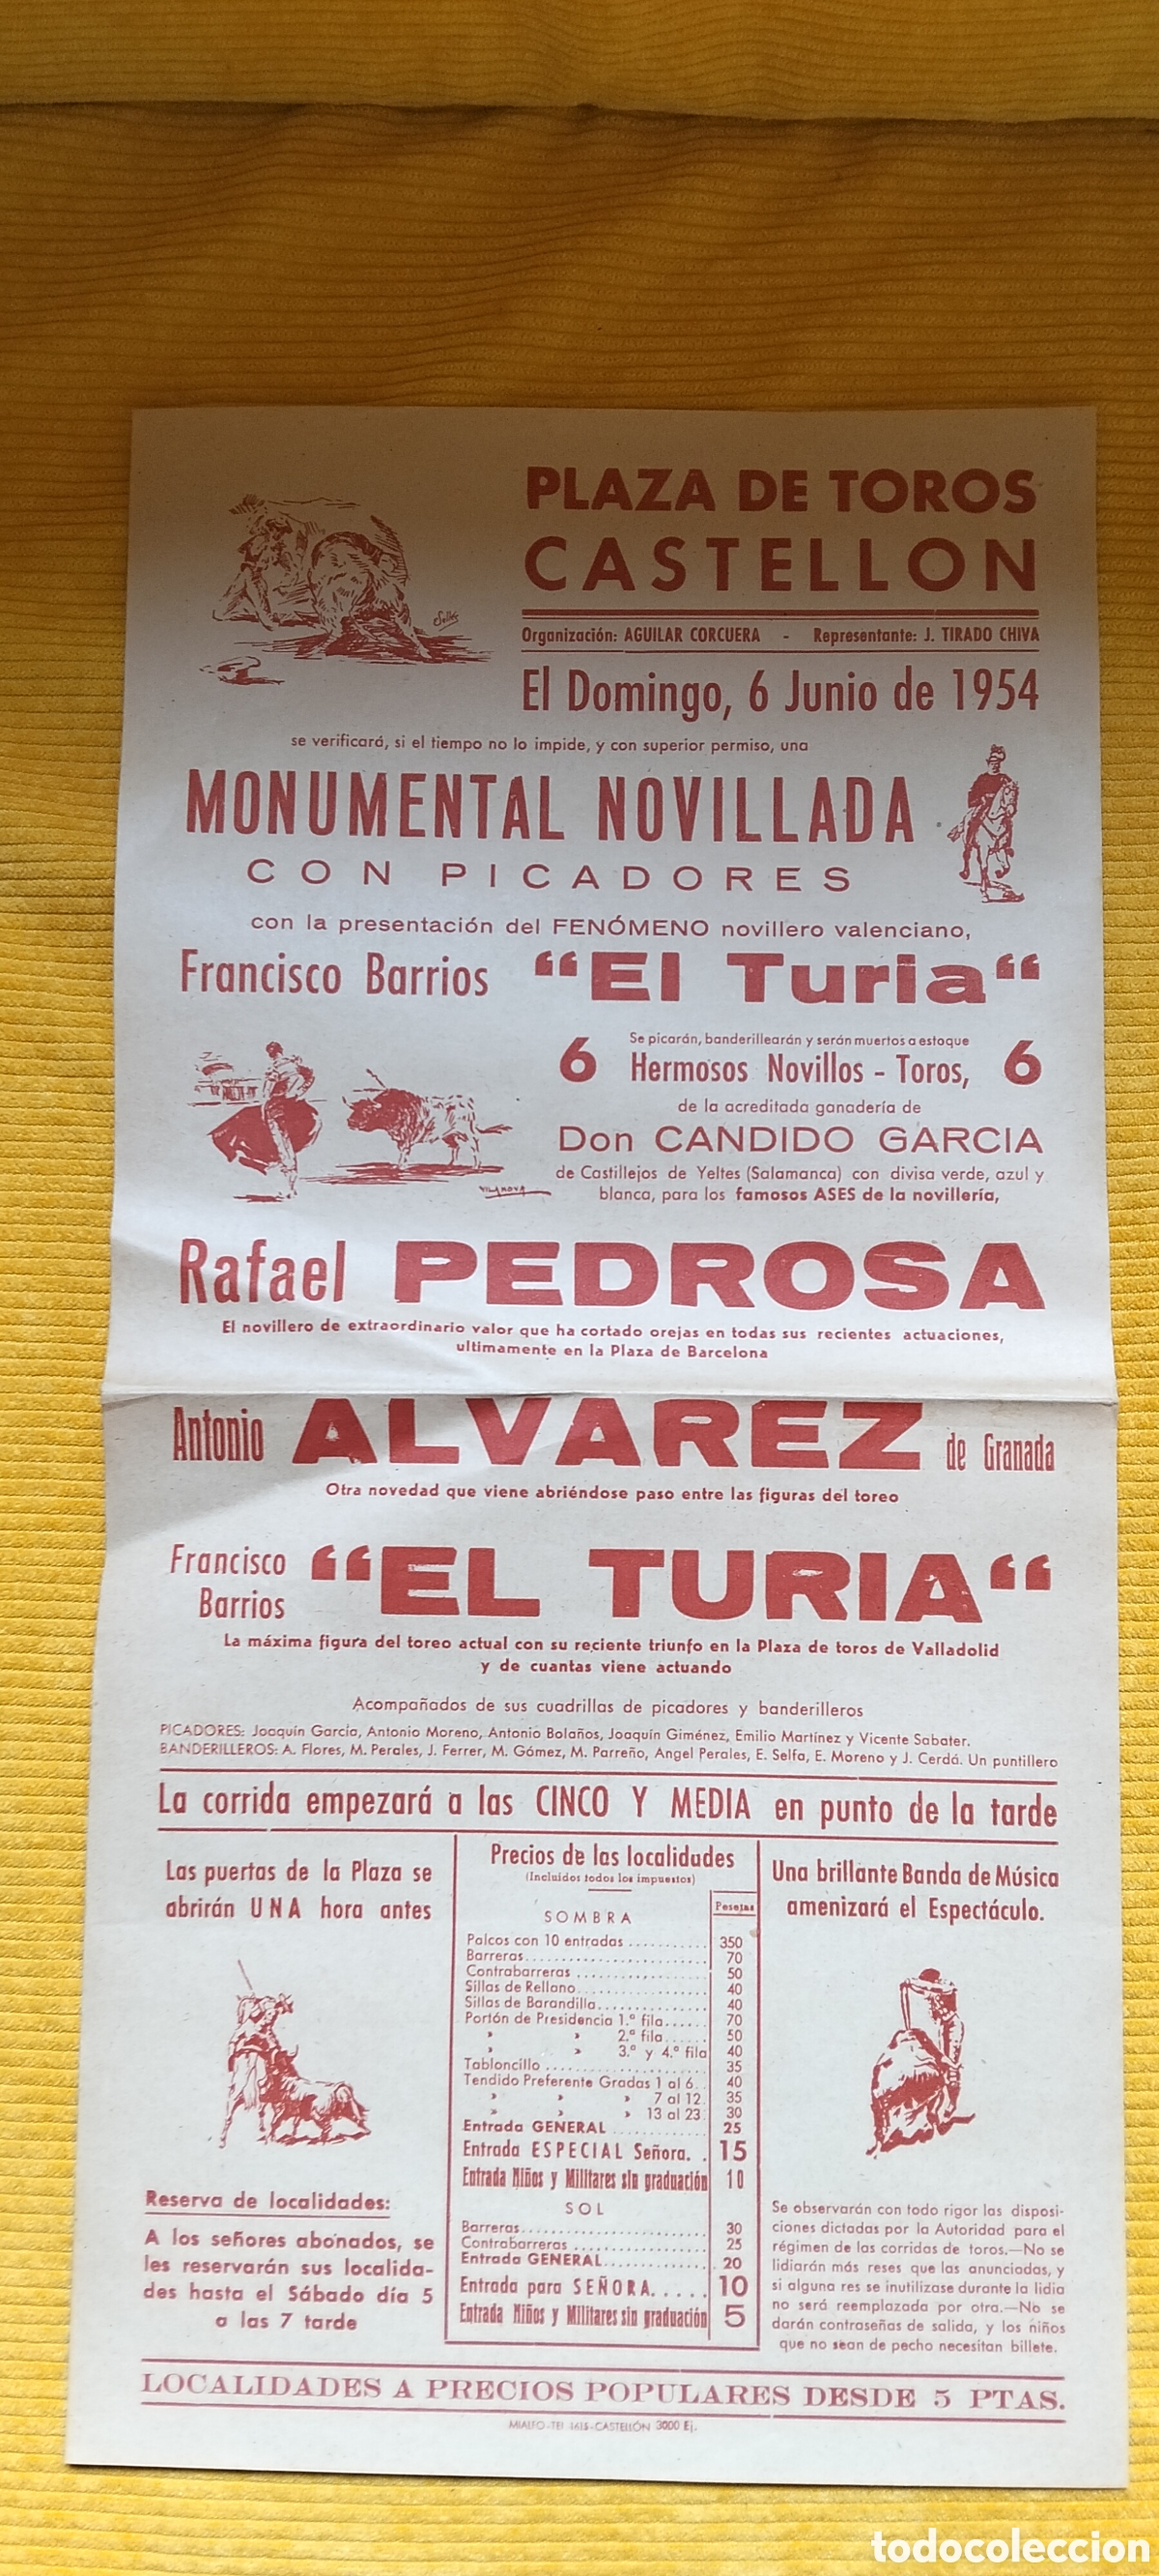 PLAZA DE TOROS
CASTELLON
Organización: AGUILAR CORCUERA - Representante: J. TIRADO CHIVA
El Domingo, 6 Junio de 1954
se verificará, si el tiempo no lo impide, y con superior permiso, una
MONUMENTAL NOVILLADA
CON PICADORES
con la presentación del FENÓMENO novillero valenciano,
Francisco Barrios “El Turia“
Se picarán, banderillearán y serán muertos a estoque
6 Hermosos Novillos - Toros, 6
de la acreditada ganadería de
Don CANDIDO GARCIA
VILANOVA
de Castillejos de Yeltes (Salamanca) con divisa verde, azul y
blanca, para los famosos ASES de la novillería,
Rafael PEDROSA
El novillero de extraordinario valor que ha cortado orejas en todas sus recientes actuaciones,
ultimamente en la Plaza de Barcelona
Antonio ALVAREZ de Granada
Otra novedad que viene abriéndose paso entre las figuras del toreo
Francisco Barrios “EL TURIA“
La máxima figura del toreo actual con su reciente triunfo en la Plaza de toros de Valladolid
y de cuantas viene actuando
Acompañados de sus cuadrillas de picadores y banderilleros
PICADORES: Joaquín García, Antonio Moreno, Antonio Bolaños, Joaquín Giménez, Emilio Martínez y Vicente Sabater.
BANDERILLEROS: A. Flores, M. Perales, J. Ferrer, M. Gómez, M. Parreño, Angel Perales, E. Selfa, E. Moreno y J. Cerdá. Un puntillero
La corrida empezará a las CINCO Y MEDIA en punto de la tarde
Las puertas de la Plaza se
abrirán UNA hora antes
Reserva de localidades:
A los señores abonados, se
les reservarán sus localida-
des hasta el Sábado día 5
a las 7 tarde
Precios de las localidades
(Incluidos todos los impuestos)
Pesetas
SOMBRA
Palcos con 10 entradas 350
Barreras 70
Contrabarreras 50
Sillas de Rellano 40
Sillas de Barandilla 40
Portón de Presidencia 1.ª fila 70
» » 2.ª fila 50
» » 3.ª y 4.ª fila 40
Tabloncillo 35
Tendido Preferente Gradas 1 al 6 40
» » » 7 al 12 35
» » » 13 al 23 30
Entrada GENERAL 25
Entrada ESPECIAL Señora 15
Entrada Niños y Militares sin graduación 10
SOL
Barreras 30
Contrabarreras 25
Entrada GENERAL 20
Entrada para SEÑORA 10
Entrada Niños y Militares sin graduación 5
Una brillante Banda de Música
amenizará el Espectáculo.
Se observarán con todo rigor las disposi-
ciones dictadas por la Autoridad para el
régimen de las corridas de toros.—No se
lidiarán más reses que las anunciadas, y
si alguna res se inutilizase durante la lidia
no será reemplazada por otra.—No se
darán contraseñas de salida, y los niños
que no sean de pecho necesitan billete.
LOCALIDADES A PRECIOS POPULARES DESDE 5 PTAS.
MIALFO-TEL 1615-CASTELLÓN 3000 Ej.
todocoleccion